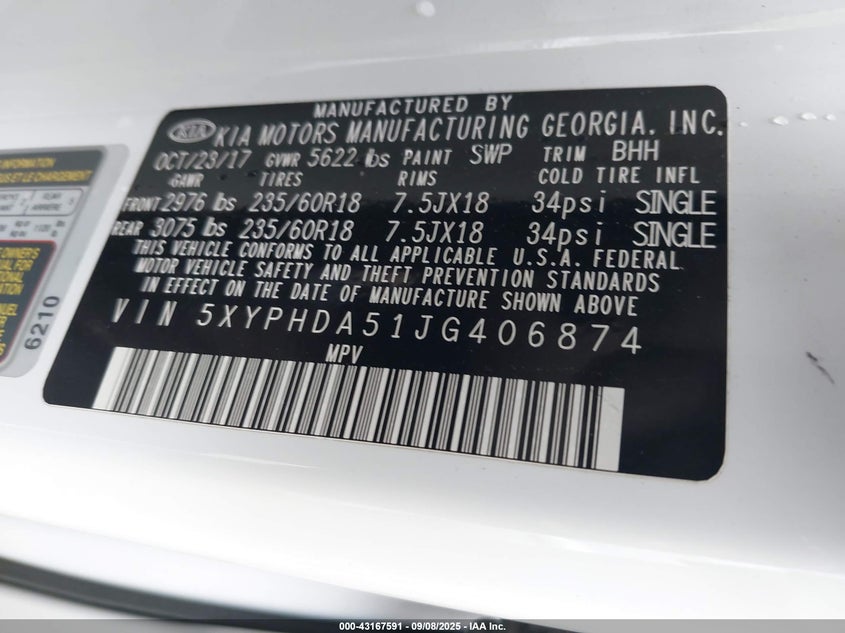 MANUFACTURED BY
KIA KIA MOTORS MANUFACTURING GEORGIA, INC.
OCT/23/17 GVWR 5622 lbs PAINT SWP TRIM BHH
GAWR TIRES RIMS COLD TIRE INFL
FRONT 2976 lbs 235/60R18 7.5JX18 34psi SINGLE
REAR 3075 lbs 235/60R18 7.5JX18 34psi SINGLE
THIS VEHICLE CONFORMS TO ALL APPLICABLE U.S.A. FEDERAL
MOTOR VEHICLE SAFETY AND THEFT PREVENTION STANDARDS
IN EFFECT ON THE DATE OF MANUFACTURE SHOWN ABOVE
VIN 5XYPHDA51JG406874
MPV
INFORMATION
6210
000-43167591 - 09/08/2025 - IAA Inc.